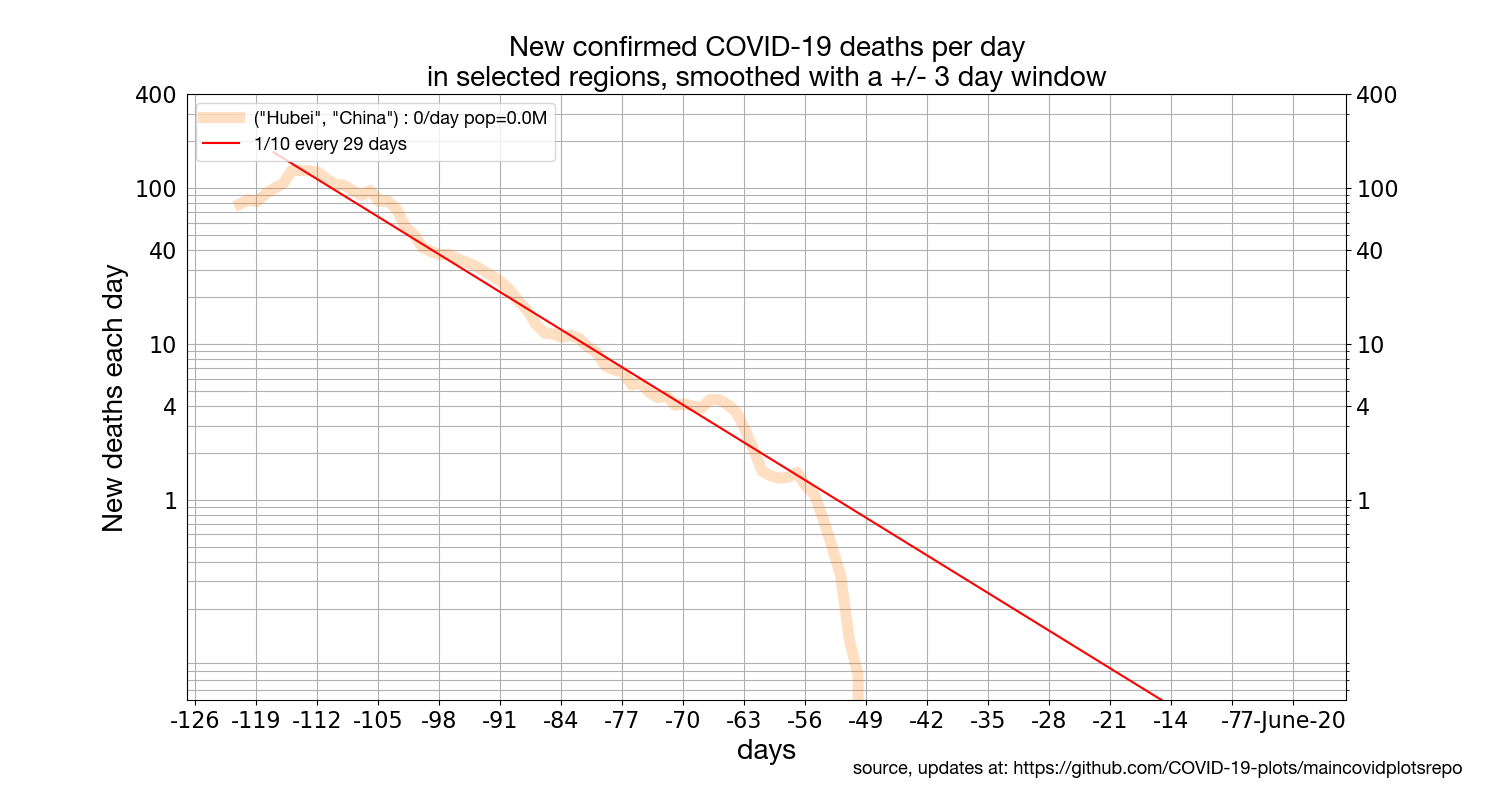 New confirmed COVID-19 deaths per day
in selected regions, smoothed with a +/- 3 day window
400
400
("Hubei", "China") : 0/day pop=0.0M
1/10 every 29 days
100
100
40
40
10
10
4
4
1
1
New deaths each day
-126 -119 -112 -105 -98 -91 -84 -77 -70 -63 -56 -49 -42 -35 -28 -21 -14 -77-June-20
days
source, updates at: https://github.com/COVID-19-plots/maincovidplotsrepo